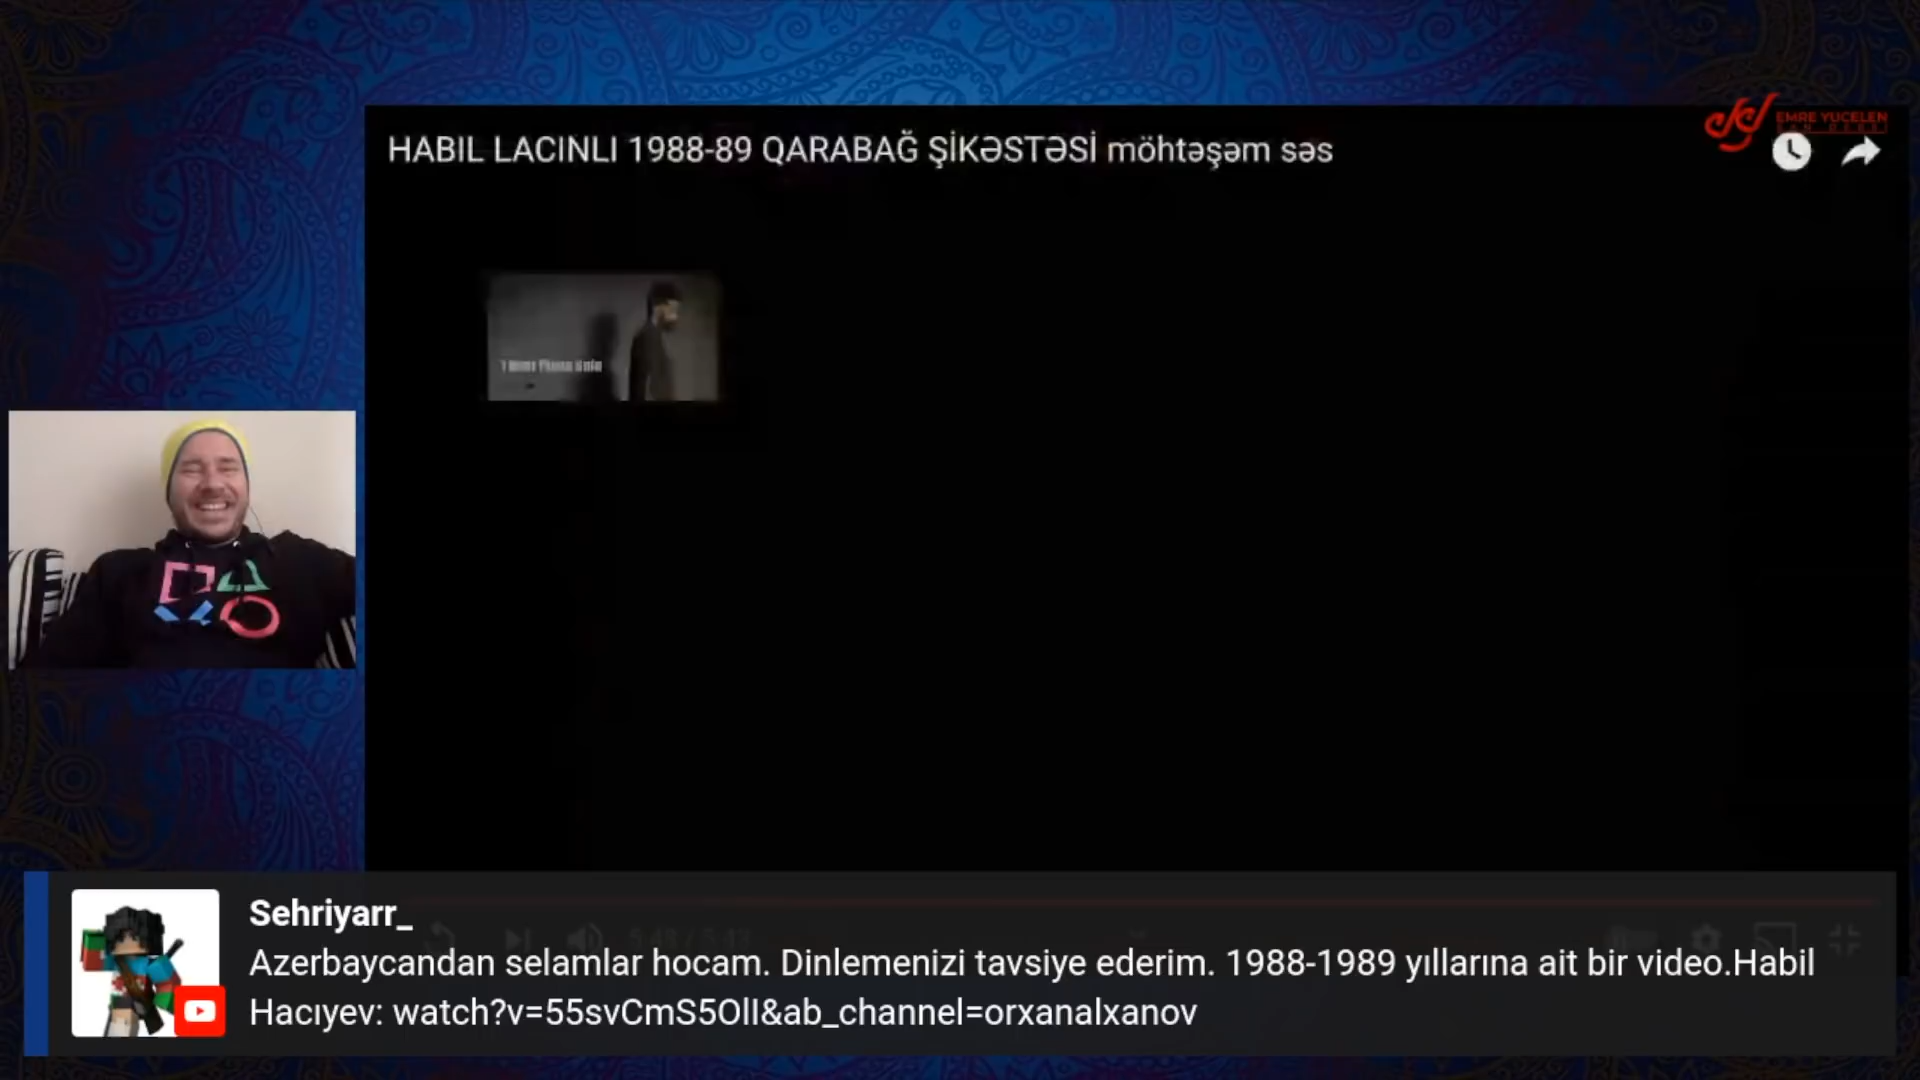 HABIL LACINLI 1988-89 QARABAĞ ŞİKƏSTƏSİ möhtəşəm səs
EMRE YUCELEN
Sehriyarr_
Azerbaycandan selamlar hocam. Dinlemenizi tavsiye ederim. 1988-1989 yıllarına ait bir video.Habil
Hacıyev: watch?v=55svCmS5OlI&ab_channel=orxanalxanov